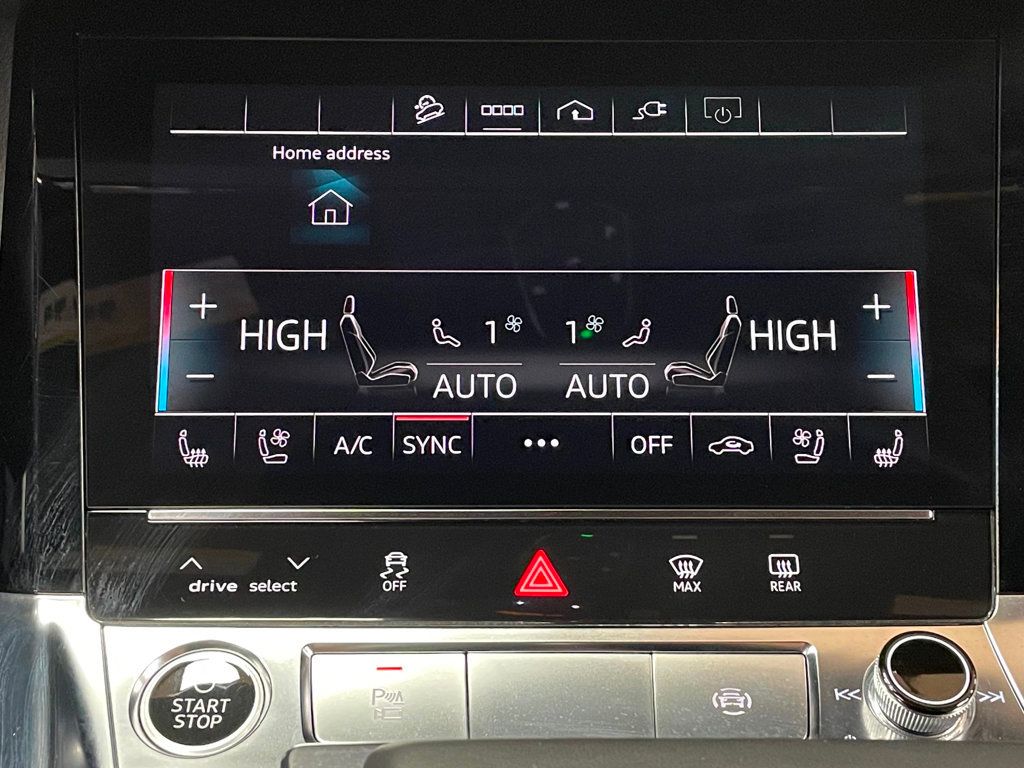 Home address
+ +
HIGH 1 1 HIGH
- -
AUTO AUTO
A/C SYNC ... OFF
drive select OFF MAX REAR
START
STOP
P